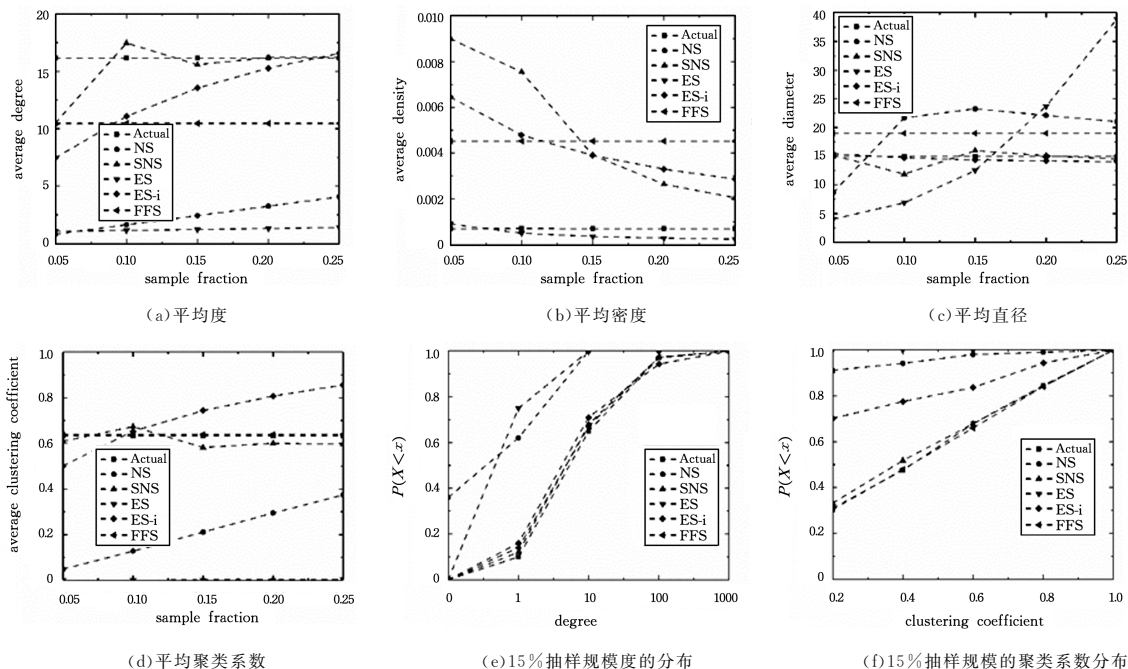 20
15
10
5
0
average degree
Actual
NS
SNS
ES
ES-i
FFS
0.05 0.10 0.15 0.20 0.25
sample fraction
(a)平均度
0.010
0.008
0.006
0.004
0.002
0
average density
Actual
NS
SNS
ES
ES-i
FFS
0.05 0.10 0.15 0.20 0.25
sample fraction
(b)平均密度
40
35
30
25
20
15
10
5
0
average diameter
Actual
NS
SNS
ES
ES-i
FFS
0.05 0.10 0.15 0.20 0.25
sample fraction
(c)平均直径
1.0
0.8
0.6
0.4
0.2
0
average clustering coefficient
Actual
NS
SNS
ES
ES-i
FFS
0.05 0.10 0.15 0.20 0.25
sample fraction
(d)平均聚类系数
1.0
0.8
0.6
0.4
0.2
0
P(X<x)
Actual
NS
SNS
ES
ES-i
FFS
0 1 10 100 1000
degree
(e)15%抽样规模度的分布
1.0
0.8
0.6
0.4
0.2
0
P(X<x)
Actual
NS
SNS
ES
ES-i
FFS
0.2 0.4 0.6 0.8 1.0
clustering coefficient
(f)15%抽样规模的聚类系数分布